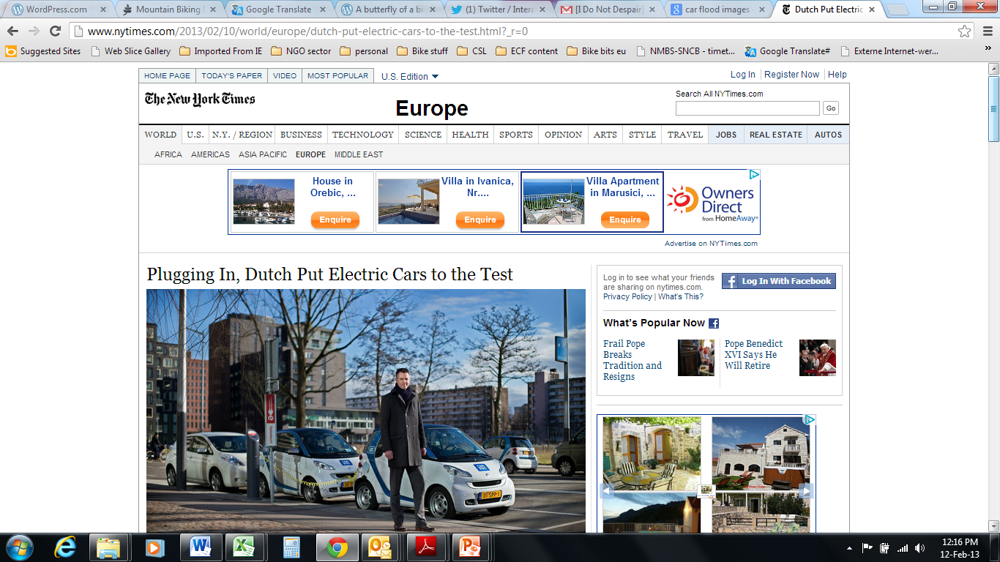 WordPress.com
Mountain Biking
Google Translate
A butterfly of a bi
(1) Twitter / Intera
[I Do Not Despair]
car flood images
Dutch Put Electric
www.nytimes.com/2013/02/10/world/europe/dutch-put-electric-cars-to-the-test.html?_r=0
Suggested Sites Web Slice Gallery Imported From IE NGO sector personal Bike stuff CSL ECF content Bike bits eu NMBS-SNCB - timet... Google Translate# Externe Internet-wer... »
HOME PAGE TODAY'S PAPER VIDEO MOST POPULAR U.S. Edition
Log In Register Now Help
The New York Times
Europe
Search All NYTimes.com
Go
WORLD U.S. N.Y. / REGION BUSINESS TECHNOLOGY SCIENCE HEALTH SPORTS OPINION ARTS STYLE TRAVEL JOBS REAL ESTATE AUTOS
AFRICA AMERICAS ASIA PACIFIC EUROPE MIDDLE EAST
House in
Orebic, ...
Enquire
Villa in Ivanica,
Nr....
Enquire
Villa Apartment
in Marusici, ...
Enquire
Owners
Direct
from HomeAway
Advertise on NYTimes.com
Plugging In, Dutch Put Electric Cars to the Test
Log in to see what your friends
are sharing on nytimes.com.
Privacy Policy | What's This?
f Log In With Facebook
What's Popular Now f
Frail Pope
Breaks
Tradition and
Resigns
Pope Benedict
XVI Says He
Will Retire
12:16 PM
12-Feb-13